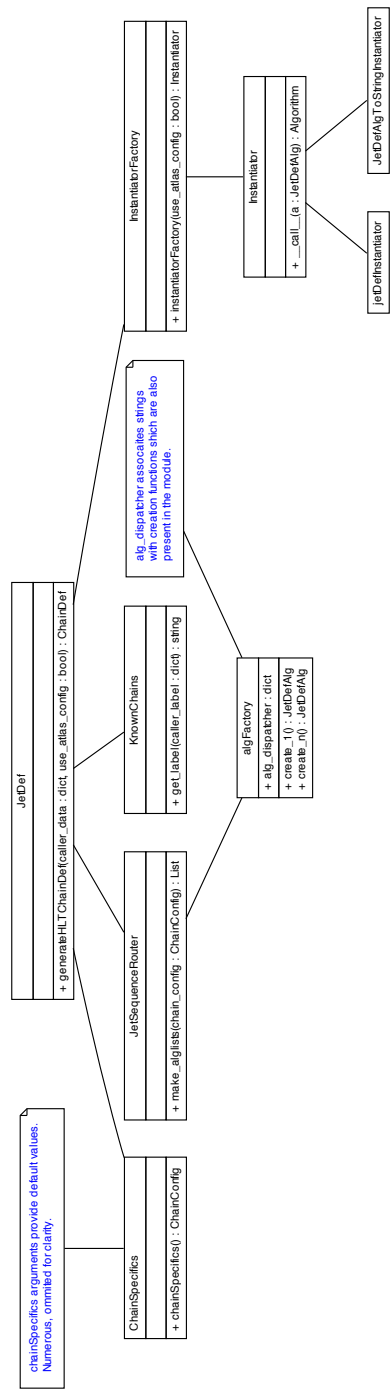 chainSpecifics arguments provide default values.
Numerous, ommited for clarity.
JetDef
+ generateHLTChainDef(caller_data : dict, use_atlas_config : bool) : ChainDef
ChainSpecifics
+ chainSpecifics() : ChainConfig
JetSequenceRouter
+ make_alglists(chain_config : ChainConfig) : List
KnownChains
+ get_label(caller_label : dict) : string
alg_dispatcher assocaites strings
with creation functions shich are also
present in the module.
InstantiatorFactory
+ instantiatorFactory(use_atlas_config : bool) : Instantiator
algFactory
+ alg_dispatcher : dict
+ create_1() : JetDefAlg
+ create_n() : JetDefAlg
Instantiator
+ __call__(a : JetDefAlg) : Algorithm
jetDefInstantiator
JetDefAlgToStringInstantiator